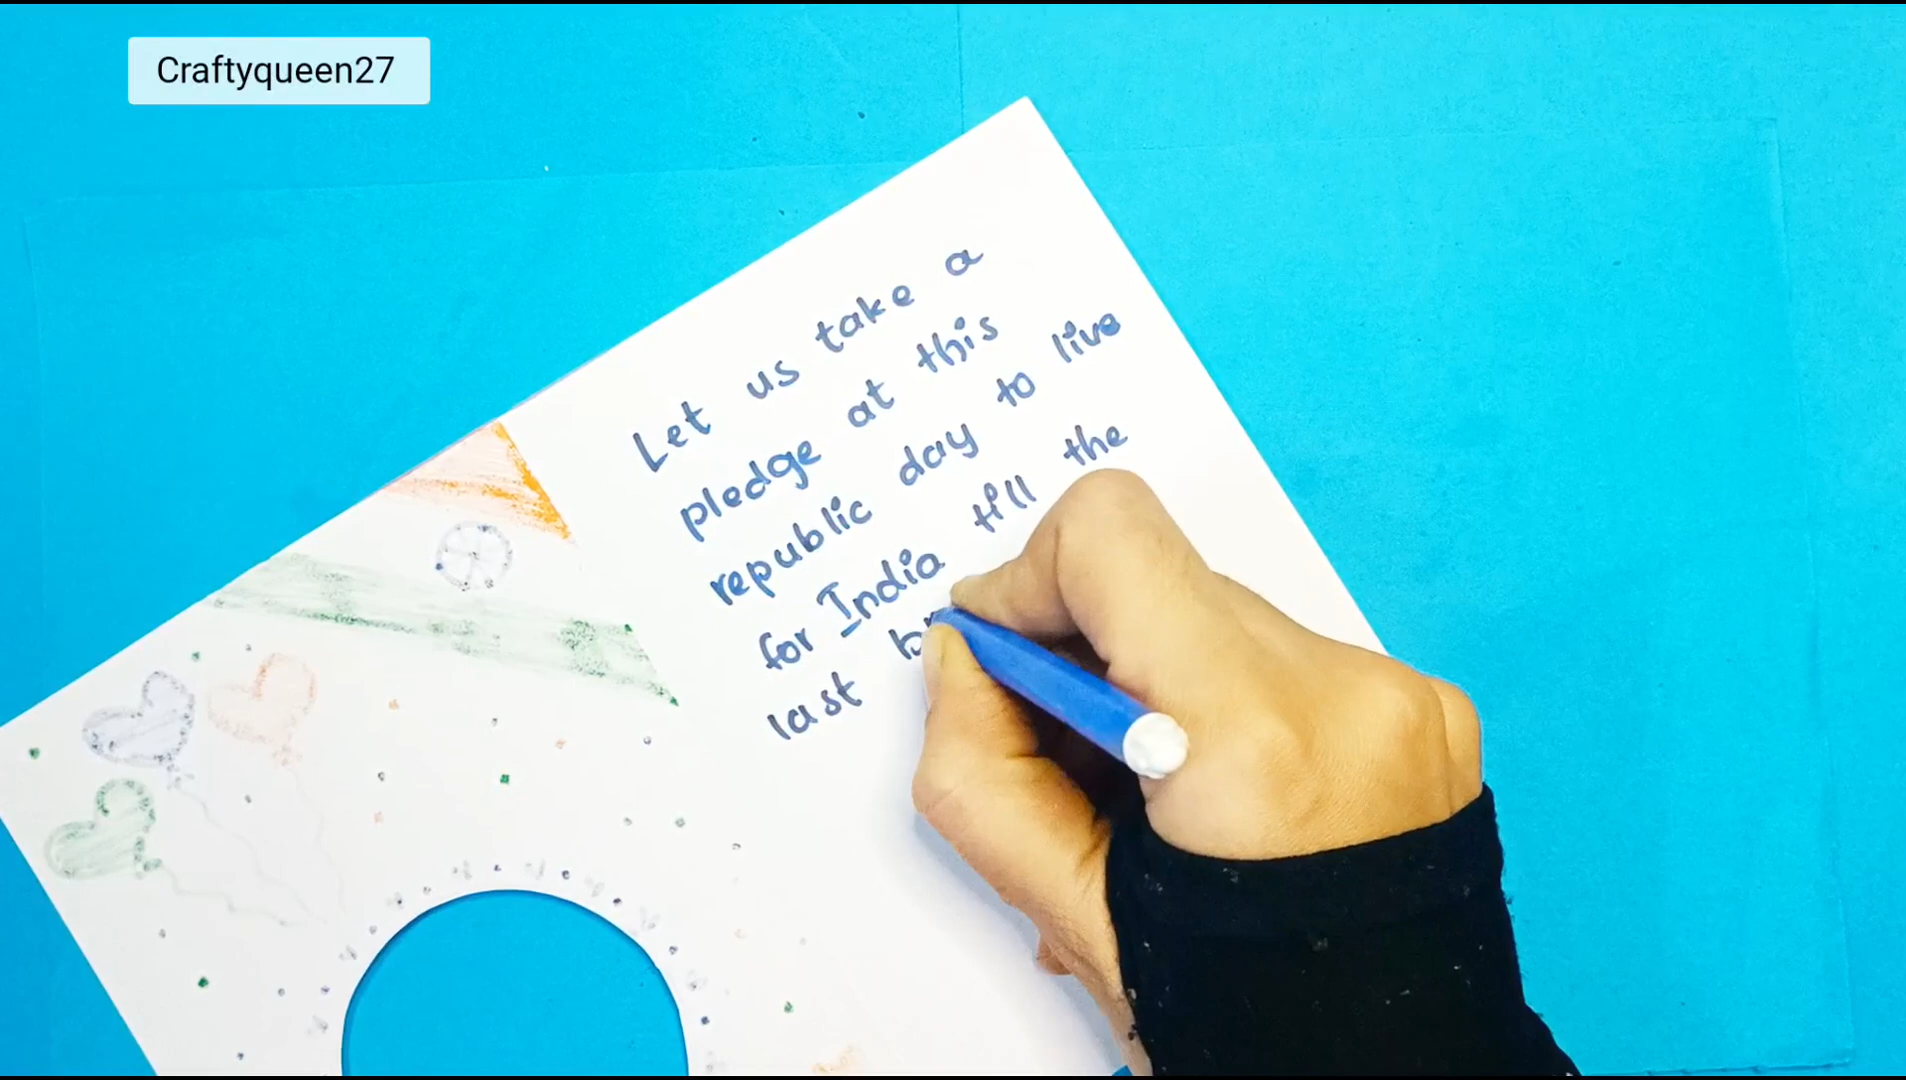 Craftyqueen27
Let us take a
pledge at this
republic day to live
for India till the
last